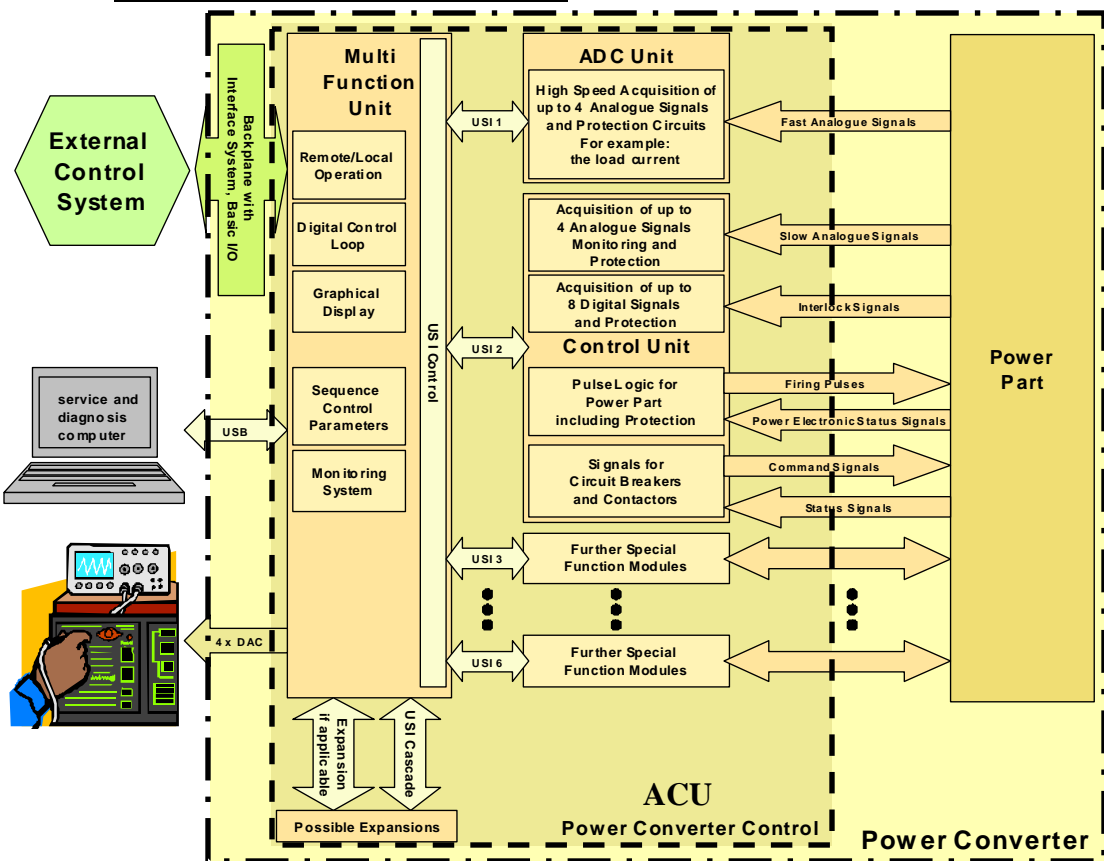 Multi
Function
Unit
ADC Unit
High Speed Acquisition of
up to 4 Analogue Signals
and Protection Circuits
For example:
the load current
USI 1
Fast Analogue Signals
External
Control
System
Backplane with
Interface System, Basic I/O
Remote/Local
Operation
Digital Control
Loop
Graphical
Display
Sequence
Control
Parameters
Monitoring
System
USI Control
Acquisition of up to
4 Analogue Signals
Monitoring and
Protection
Slow Analogue Signals
Acquisition of up to
8 Digital Signals
and Protection
Interlock Signals
USI 2
Control Unit
Pulse Logic for
Power Part
including Protection
Firing Pulses
Power Electronic Status Signals
Signals for
Circuit Breakers
and Contactors
Command Signals
Status Signals
Power
Part
service and
diagnosis
computer
USB
USI 3
Further Special
Function Modules
4 x DAC
USI 6
Further Special
Function Modules
Expansion
if applicable
USI Cascade
Possible Expansions
ACU
Power Converter Control
Power Converter